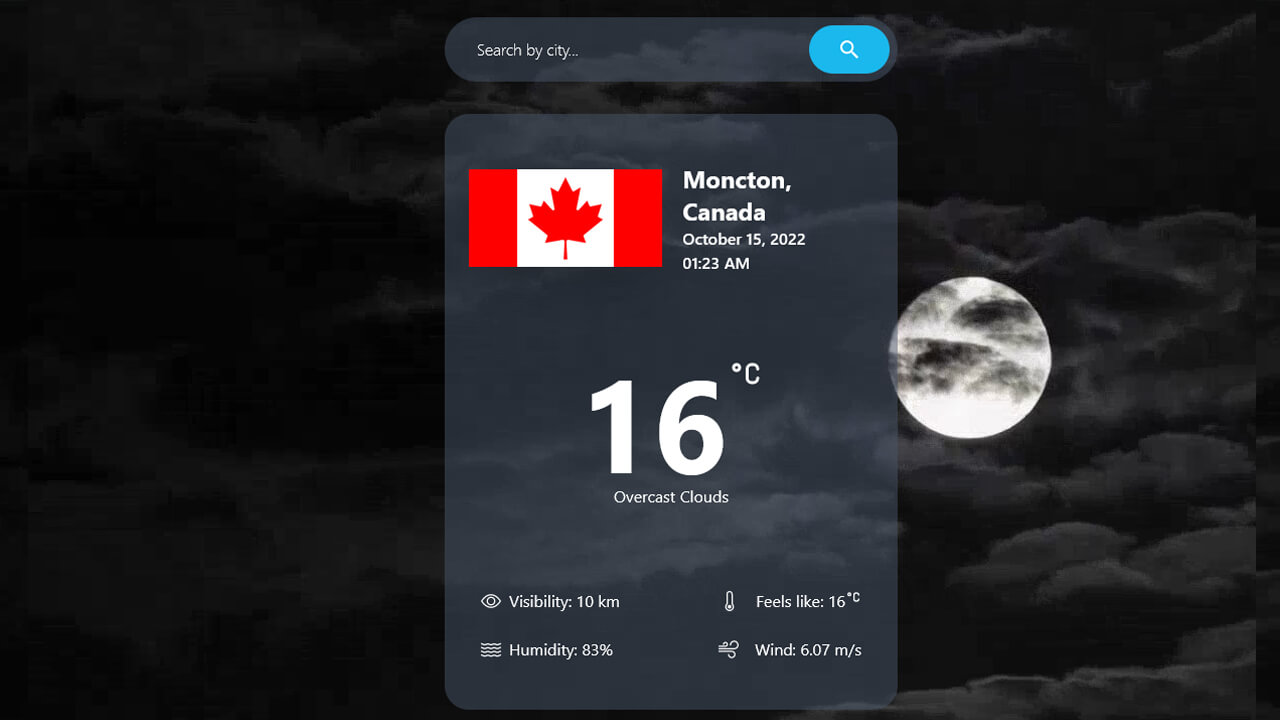 Search by city...
Moncton,
Canada
October 15, 2022
01:23 AM
16 °C
Overcast Clouds
Visibility: 10 km
Feels like: 16°C
Humidity: 83%
Wind: 6.07 m/s